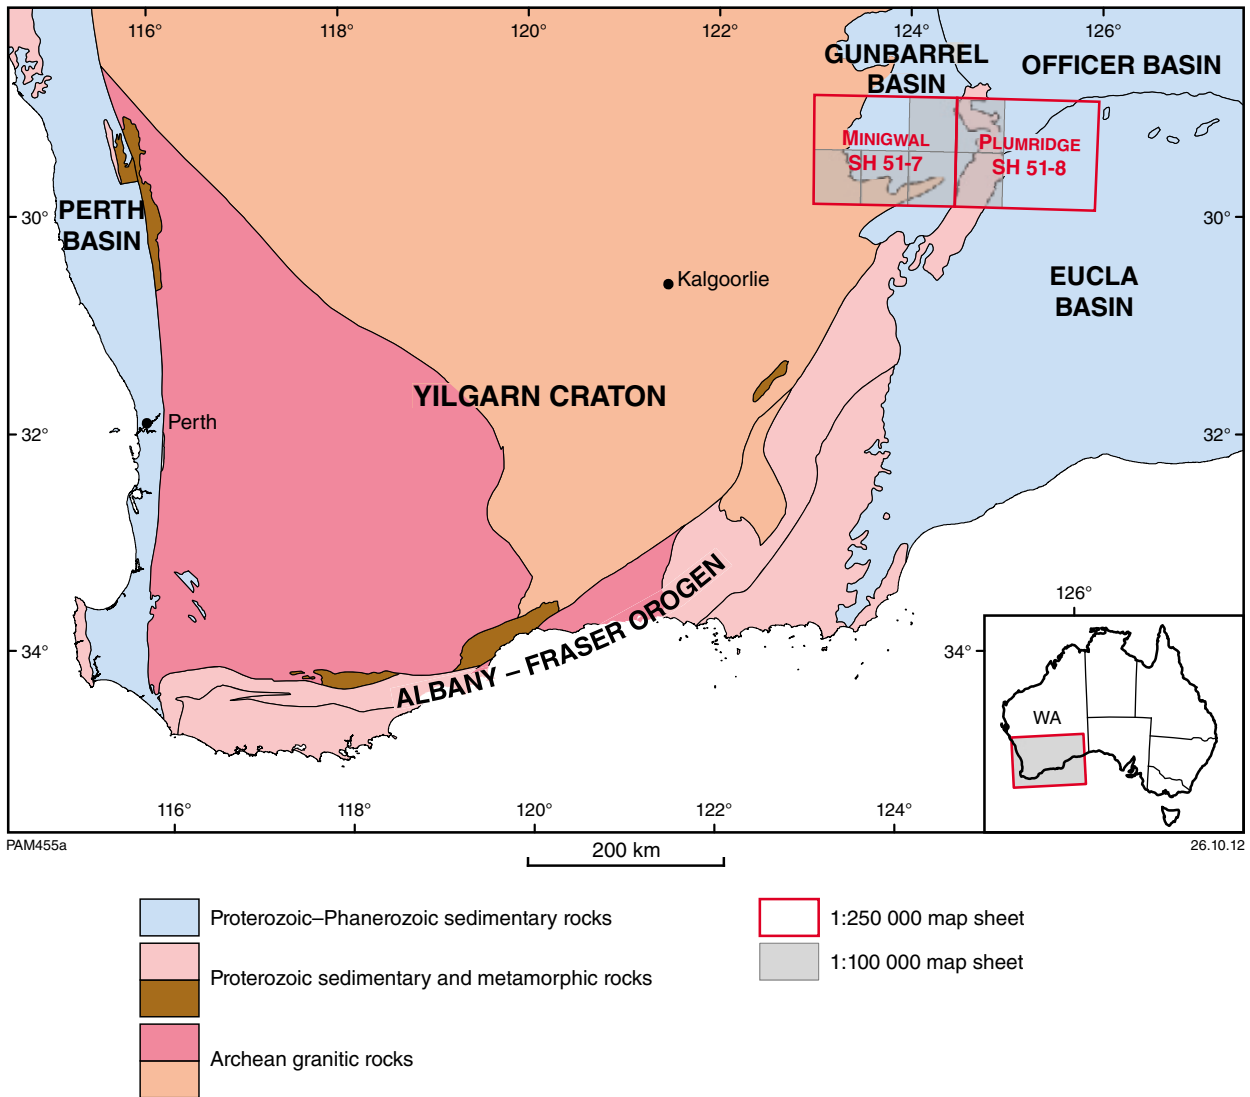 116°
118°
120°
122°
124°
126°
GUNBARREL
BASIN
OFFICER BASIN
MINIGWAL
SH 51-7
PLUMRIDGE
SH 51-8
30°
PERTH
BASIN
30°
Kalgoorlie
EUCLA
BASIN
YILGARN CRATON
Perth
32°
32°
ALBANY – FRASER OROGEN
34°
126°
34°
WA
116°
118°
120°
122°
124°
PAM455a
26.10.12
200 km
Proterozoic–Phanerozoic sedimentary rocks
Proterozoic sedimentary and metamorphic rocks
Archean granitic rocks
1:250 000 map sheet
1:100 000 map sheet